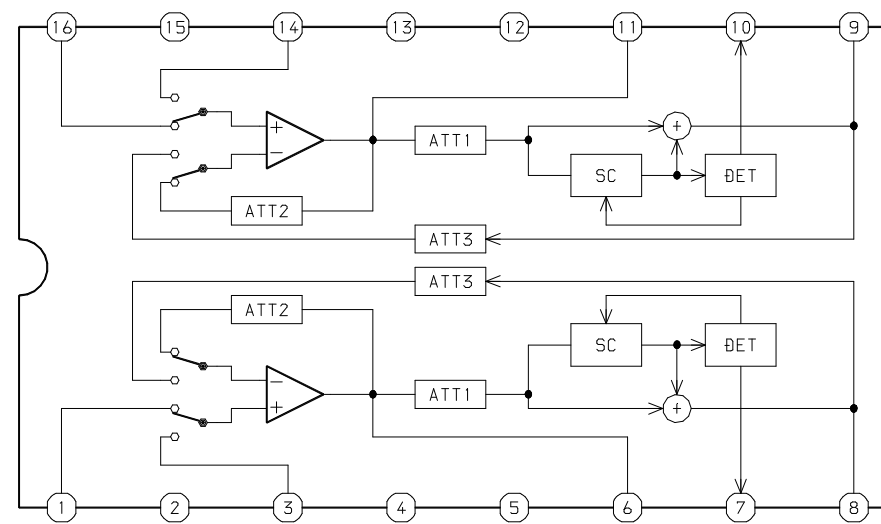 16 15 14 13 12 11 10 9
+
+
−
ATT1
SC
DET
ATT2
ATT3
ATT3
ATT2
SC
DET
−
+
ATT1
+
1 2 3 4 5 6 7 8